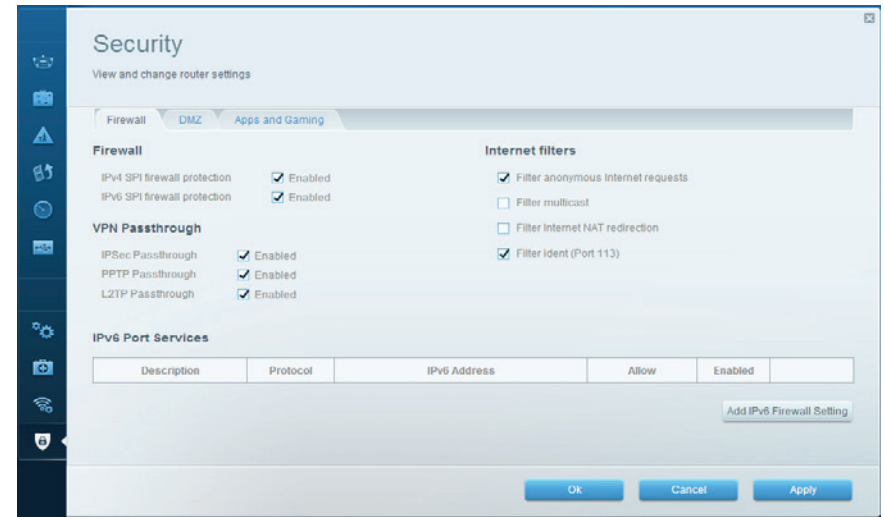 Security
View and change router settings
Firewall DMZ Apps and Gaming
Firewall
IPv4 SPI firewall protection Enabled
IPv6 SPI firewall protection Enabled
VPN Passthrough
IPSec Passthrough Enabled
PPTP Passthrough Enabled
L2TP Passthrough Enabled
Internet filters
Filter anonymous Internet requests
Filter multicast
Filter Internet NAT redirection
Filter ident (Port 113)
IPv6 Port Services
Description Protocol IPv6 Address Allow Enabled
Add IPv6 Firewall Setting
Ok Cancel Apply